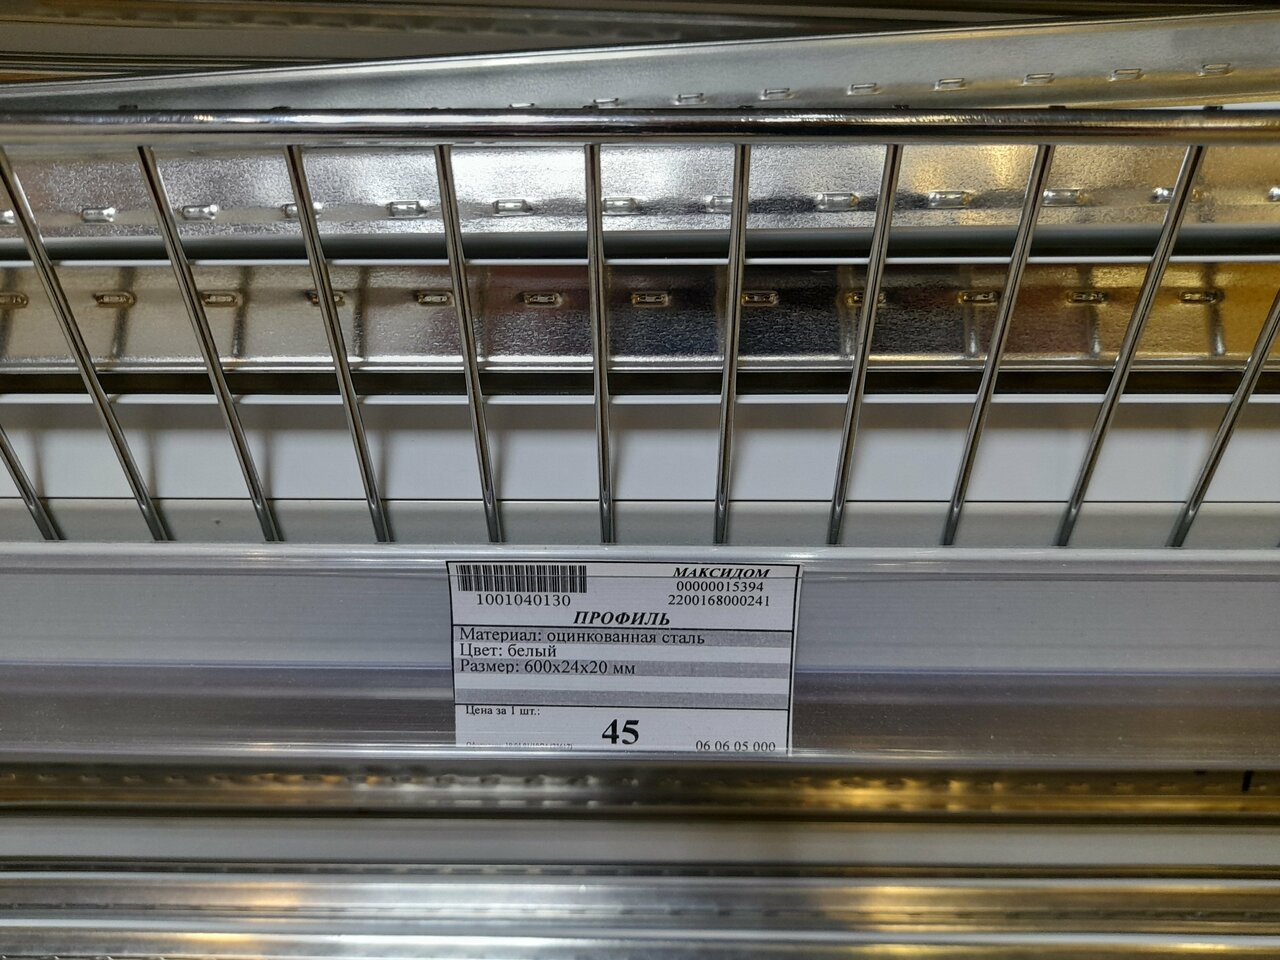 МАКСИДОМ
00000015394
1001040130
2200168000241
ПРОФИЛЬ
Материал: оцинкованная сталь
Цвет: белый
Размер: 600x24x20 мм
Цена за 1 шт.:
45
06 06 05 000